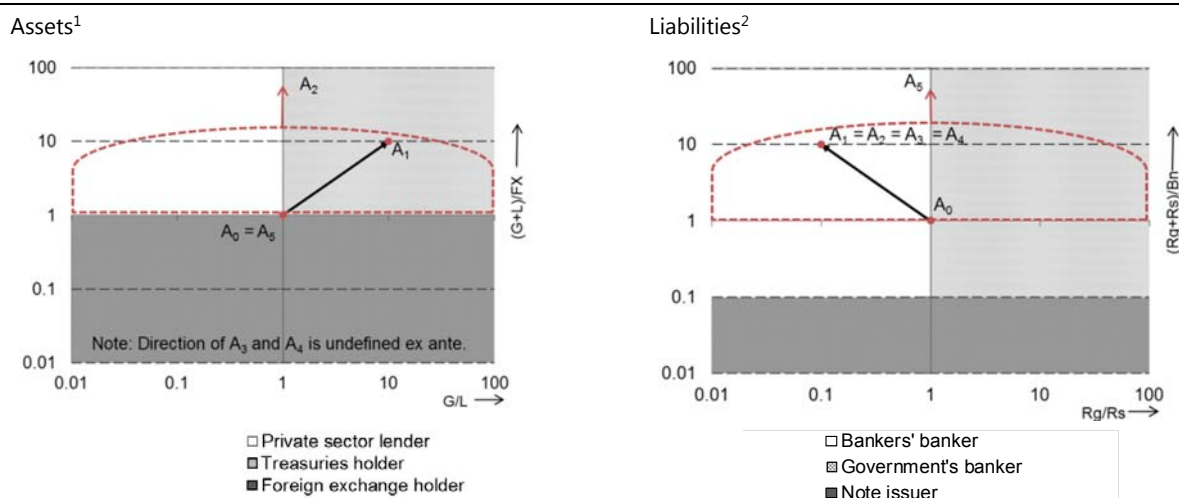 Assets¹
100
10
1
0.1
0.01
A₂
A₁
A₀ = A₅
Note: Direction of A₃ and A₄ is undefined ex ante.
(G+L)/FX
0.01 0.1 1 10 100
G/L
Private sector lender
Treasuries holder
Foreign exchange holder
Liabilities²
100
10
1
0.1
0.01
A₅
A₁ = A₂ = A₃ = A₄
A₀
(Rg+Rs)/Bn
0.01 0.1 1 10 100
Rg/Rs
Bankers' banker
Government's banker
Note issuer